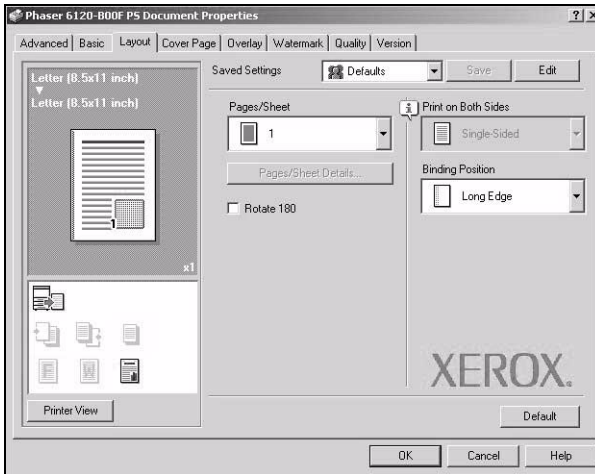 Phaser 6120-B00F PS Document Properties
Advanced Basic Layout Cover Page Overlay Watermark Quality Version
Letter (8.5x11 inch)
Letter (8.5x11 inch)
1
x1
Printer View
Saved Settings Defaults Save Edit
Pages/Sheet
1
Pages/Sheet Details...
Rotate 180
Print on Both Sides
Single-Sided
Binding Position
Long Edge
XEROX.
Default
OK Cancel Help